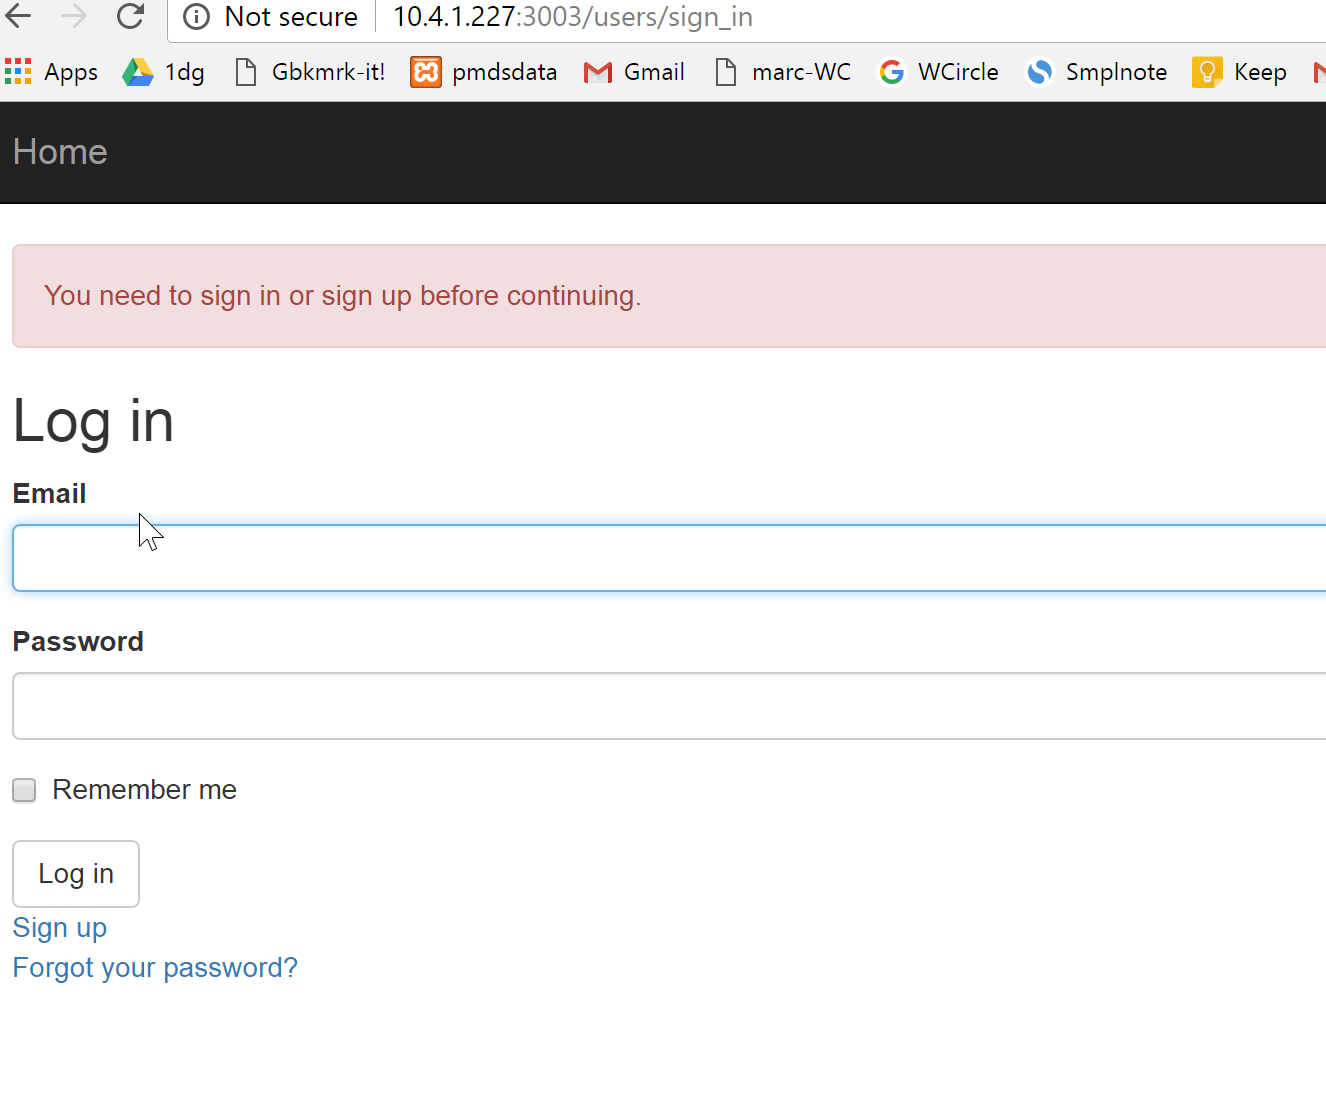 Not secure 10.4.1.227:3003/users/sign_in
Apps 1dg Gbkmrk-it! pmdsdata Gmail marc-WC WCircle Smplnote Keep
Home
You need to sign in or sign up before continuing.
Log in
Email
Password
Remember me
Log in
Sign up
Forgot your password?